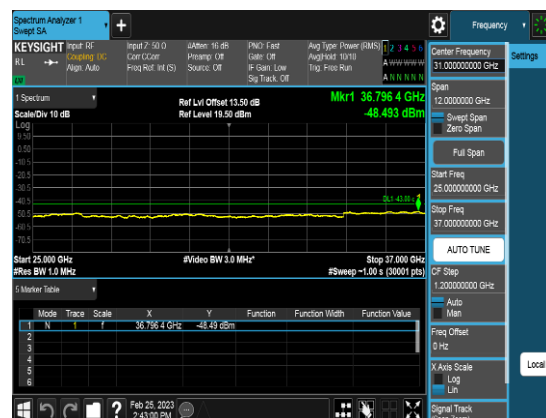 Spectrum Analyzer 1
Swept SA
Frequency
KEYSIGHT
RL
Input: RF
Coupling: DC
Align: Auto
Input Z: 50 Ω
Corr CCorr
Freq Ref: Int (S)
#Atten: 16 dB
Preamp: Off
Source: Off
PNO: Fast
Gate: Off
IF Gain: Low
Sig Track: Off
Avg Type: Power (RMS)
Avg|Hold: 10/10
Trig: Free Run
1 2 3 4 5 6
A W W W W W
A N N N N N
1 Spectrum
Scale/Div 10 dB
Ref Lvl Offset 13.50 dB
Ref Level 19.50 dBm
Mkr1 36.796 4 GHz
-48.493 dBm
Log
9.50
-0.50
-10.5
-20.5
-30.5
-40.5
-50.5
-60.5
-70.5
DL1 -43.00
1
Start 25.000 GHz
#Res BW 1.0 MHz
#Video BW 3.0 MHz*
Stop 37.000 GHz
#Sweep ~1.00 s (30001 pts)
5 Marker Table
Mode Trace Scale X Y Function Function Width Function Value
1 N 1 f 36.796 4 GHz -48.49 dBm
2
3
4
5
6
Feb 25, 2023
2:43:00 PM
Center Frequency
31.000000000 GHz
Span
12.0000000 GHz
Swept Span
Zero Span
Full Span
Start Freq
25.000000000 GHz
Stop Freq
37.000000000 GHz
AUTO TUNE
CF Step
1.200000000 GHz
Auto
Man
Freq Offset
0 Hz
X Axis Scale
Log
Lin
Signal Track
Settings
Local